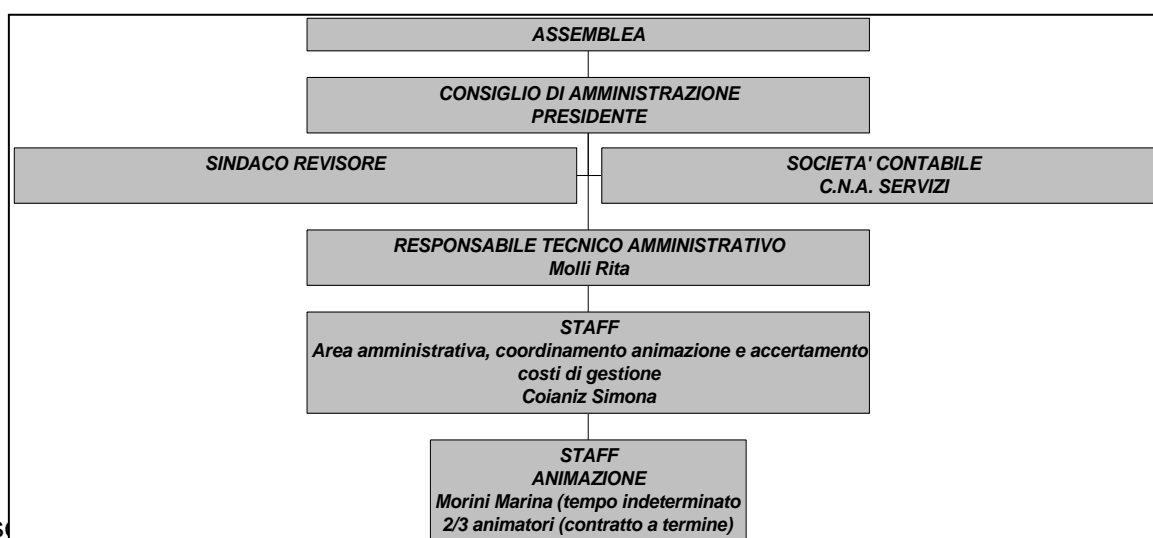 ASSEMBLEA
CONSIGLIO DI AMMINISTRAZIONE
PRESIDENTE
SINDACO REVISORE
SOCIETA' CONTABILE
C.N.A. SERVIZI
RESPONSABILE TECNICO AMMINISTRATIVO
Molli Rita
STAFF
Area amministrativa, coordinamento animazione e accertamento
costi di gestione
Coianiz Simona
STAFF
ANIMAZIONE
Morini Marina (tempo indeterminato
2/3 animatori (contratto a termine)